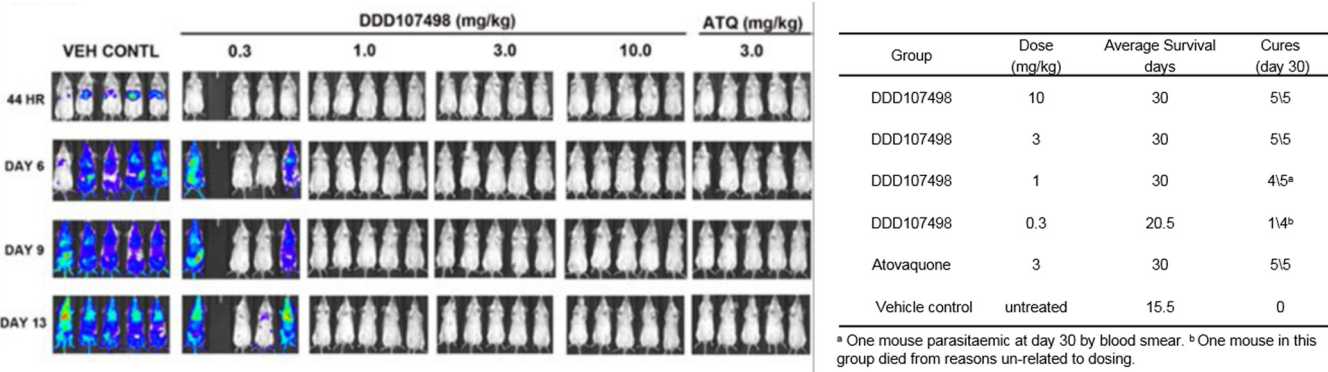 DDD107498 (mg/kg)
ATQ (mg/kg)
VEH CONTL
0.3
1.0
3.0
10.0
3.0
44 HR
DAY 6
DAY 9
DAY 13
Group Dose (mg/kg) Average Survival days Cures (day 30)
DDD107498 10 30 5\5
DDD107498 3 30 5\5
DDD107498 1 30 4\5ᵃ
DDD107498 0.3 20.5 1\4ᵇ
Atovaquone 3 30 5\5
Vehicle control untreated 15.5 0
ᵃ One mouse parasitaemic at day 30 by blood smear. ᵇ One mouse in this
group died from reasons un-related to dosing.